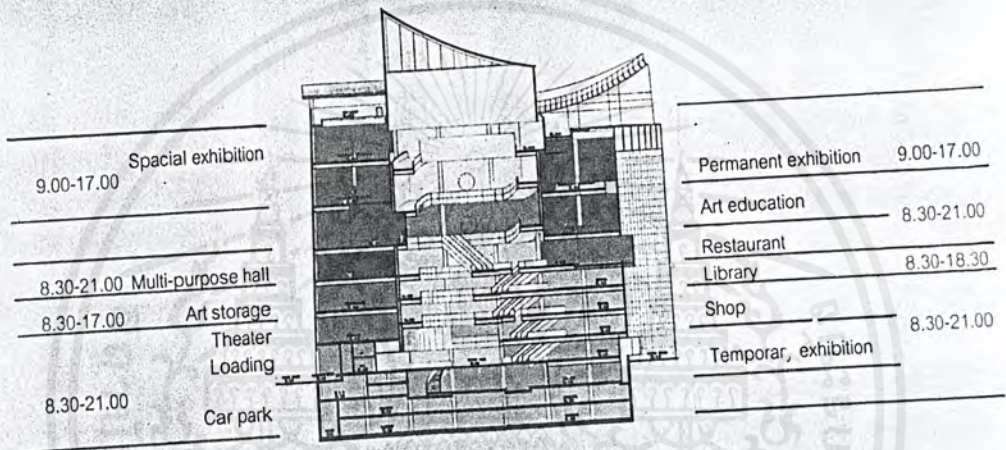 Spacial exhibition
9.00-17.00
8.30-21.00 Multi-purpose hall
8.30-17.00 Art storage
Theater
Loading
8.30-21.00
Car park
Permanent exhibition 9.00-17.00
Art education
8.30-21.00
Restaurant
Library 8.30-18.30
Shop
8.30-21.00
Temporar, exhibition